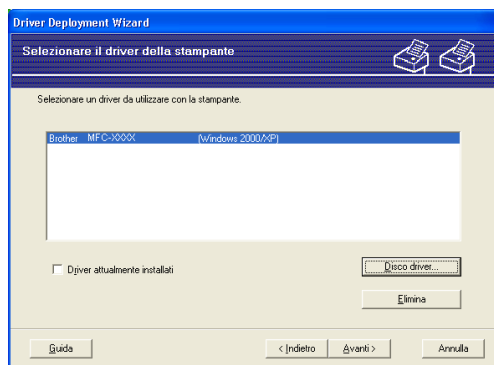 Driver Deployment Wizard
Selezionare il driver della stampante
Selezionare un driver da utilizzare con la stampante.
Brother MFC-XXXX (Windows 2000/XP)
Driver attualmente installati
Disco driver...
Elimina
Guida
< Indietro
Avanti >
Annulla